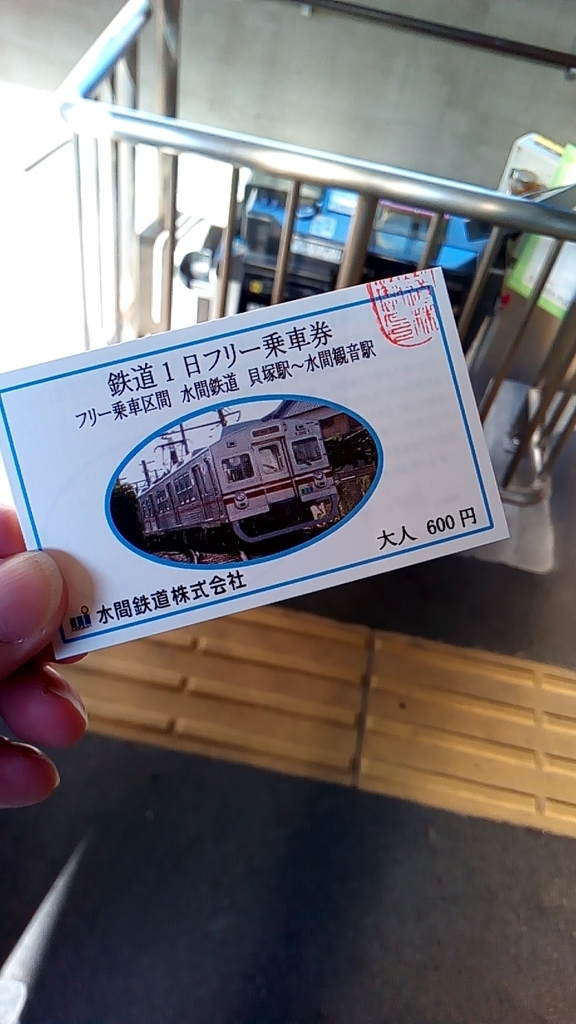 鉄道1日フリー乗車券
フリー乗車区間 水間鉄道 貝塚駅～水間観音駅
大人 600円
水間鉄道株式会社